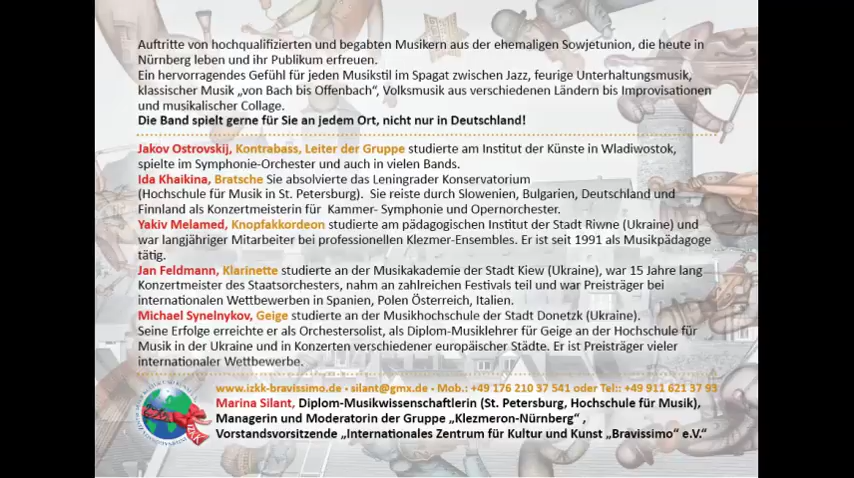 Auftritte von hochqualifizierten und begabten Musikern aus der ehemaligen Sowjetunion, die heute in
Nürnberg leben und ihr Publikum erfreuen.
Ein hervorragendes Gefühl für jeden Musikstil im Spagat zwischen Jazz, feurige Unterhaltungsmusik,
klassischer Musik „von Bach bis Offenbach“, Volksmusik aus verschiedenen Ländern bis Improvisationen
und musikalischer Collage.
Die Band spielt gerne für Sie an jedem Ort, nicht nur in Deutschland!
Jakov Ostrovskij, Kontrabass, Leiter der Gruppe studierte am Institut der Künste in Wladiwostok,
spielte im Symphonie-Orchester und auch in vielen Bands.
Ida Khaikina, Bratsche Sie absolvierte das Leningrader Konservatorium
(Hochschule für Musik in St. Petersburg). Sie reiste durch Slowenien, Bulgarien, Deutschland und
Finnland als Konzertmeisterin für Kammer- Symphonie und Opernorchester.
Yakiv Melamed, Knopfakkordeon studierte am pädagogischen Institut der Stadt Riwne (Ukraine) und
war langjähriger Mitarbeiter bei professionellen Klezmer-Ensembles. Er ist seit 1991 als Musikpädagoge
tätig.
Jan Feldmann, Klarinette studierte an der Musikakademie der Stadt Kiew (Ukraine), war 15 Jahre lang
Konzertmeister des Staatsorchesters, nahm an zahlreichen Festivals teil und war Preisträger bei
internationalen Wettbewerben in Spanien, Polen Österreich, Italien.
Michael Synelnykov, Geige studierte an der Musikhochschule der Stadt Donetzk (Ukraine).
Seine Erfolge erreichte er als Orchestersolist, als Diplom-Musiklehrer für Geige an der Hochschule für
Musik in der Ukraine und in Konzerten verschiedener europäischer Städte. Er ist Preisträger vieler
internationaler Wettbewerbe.
www.izkk-bravissimo.de · silant@gmx.de · Mob.: +49 176 210 37 541 oder Tel:: +49 911 621 37 93
Marina Silant, Diplom-Musikwissenschaftlerin (St. Petersburg, Hochschule für Musik),
Managerin und Moderatorin der Gruppe „Klezmeron-Nürnberg“ ,
Vorstandsvorsitzende „Internationales Zentrum für Kultur und Kunst „Bravissimo“ e.V.“
IZKK